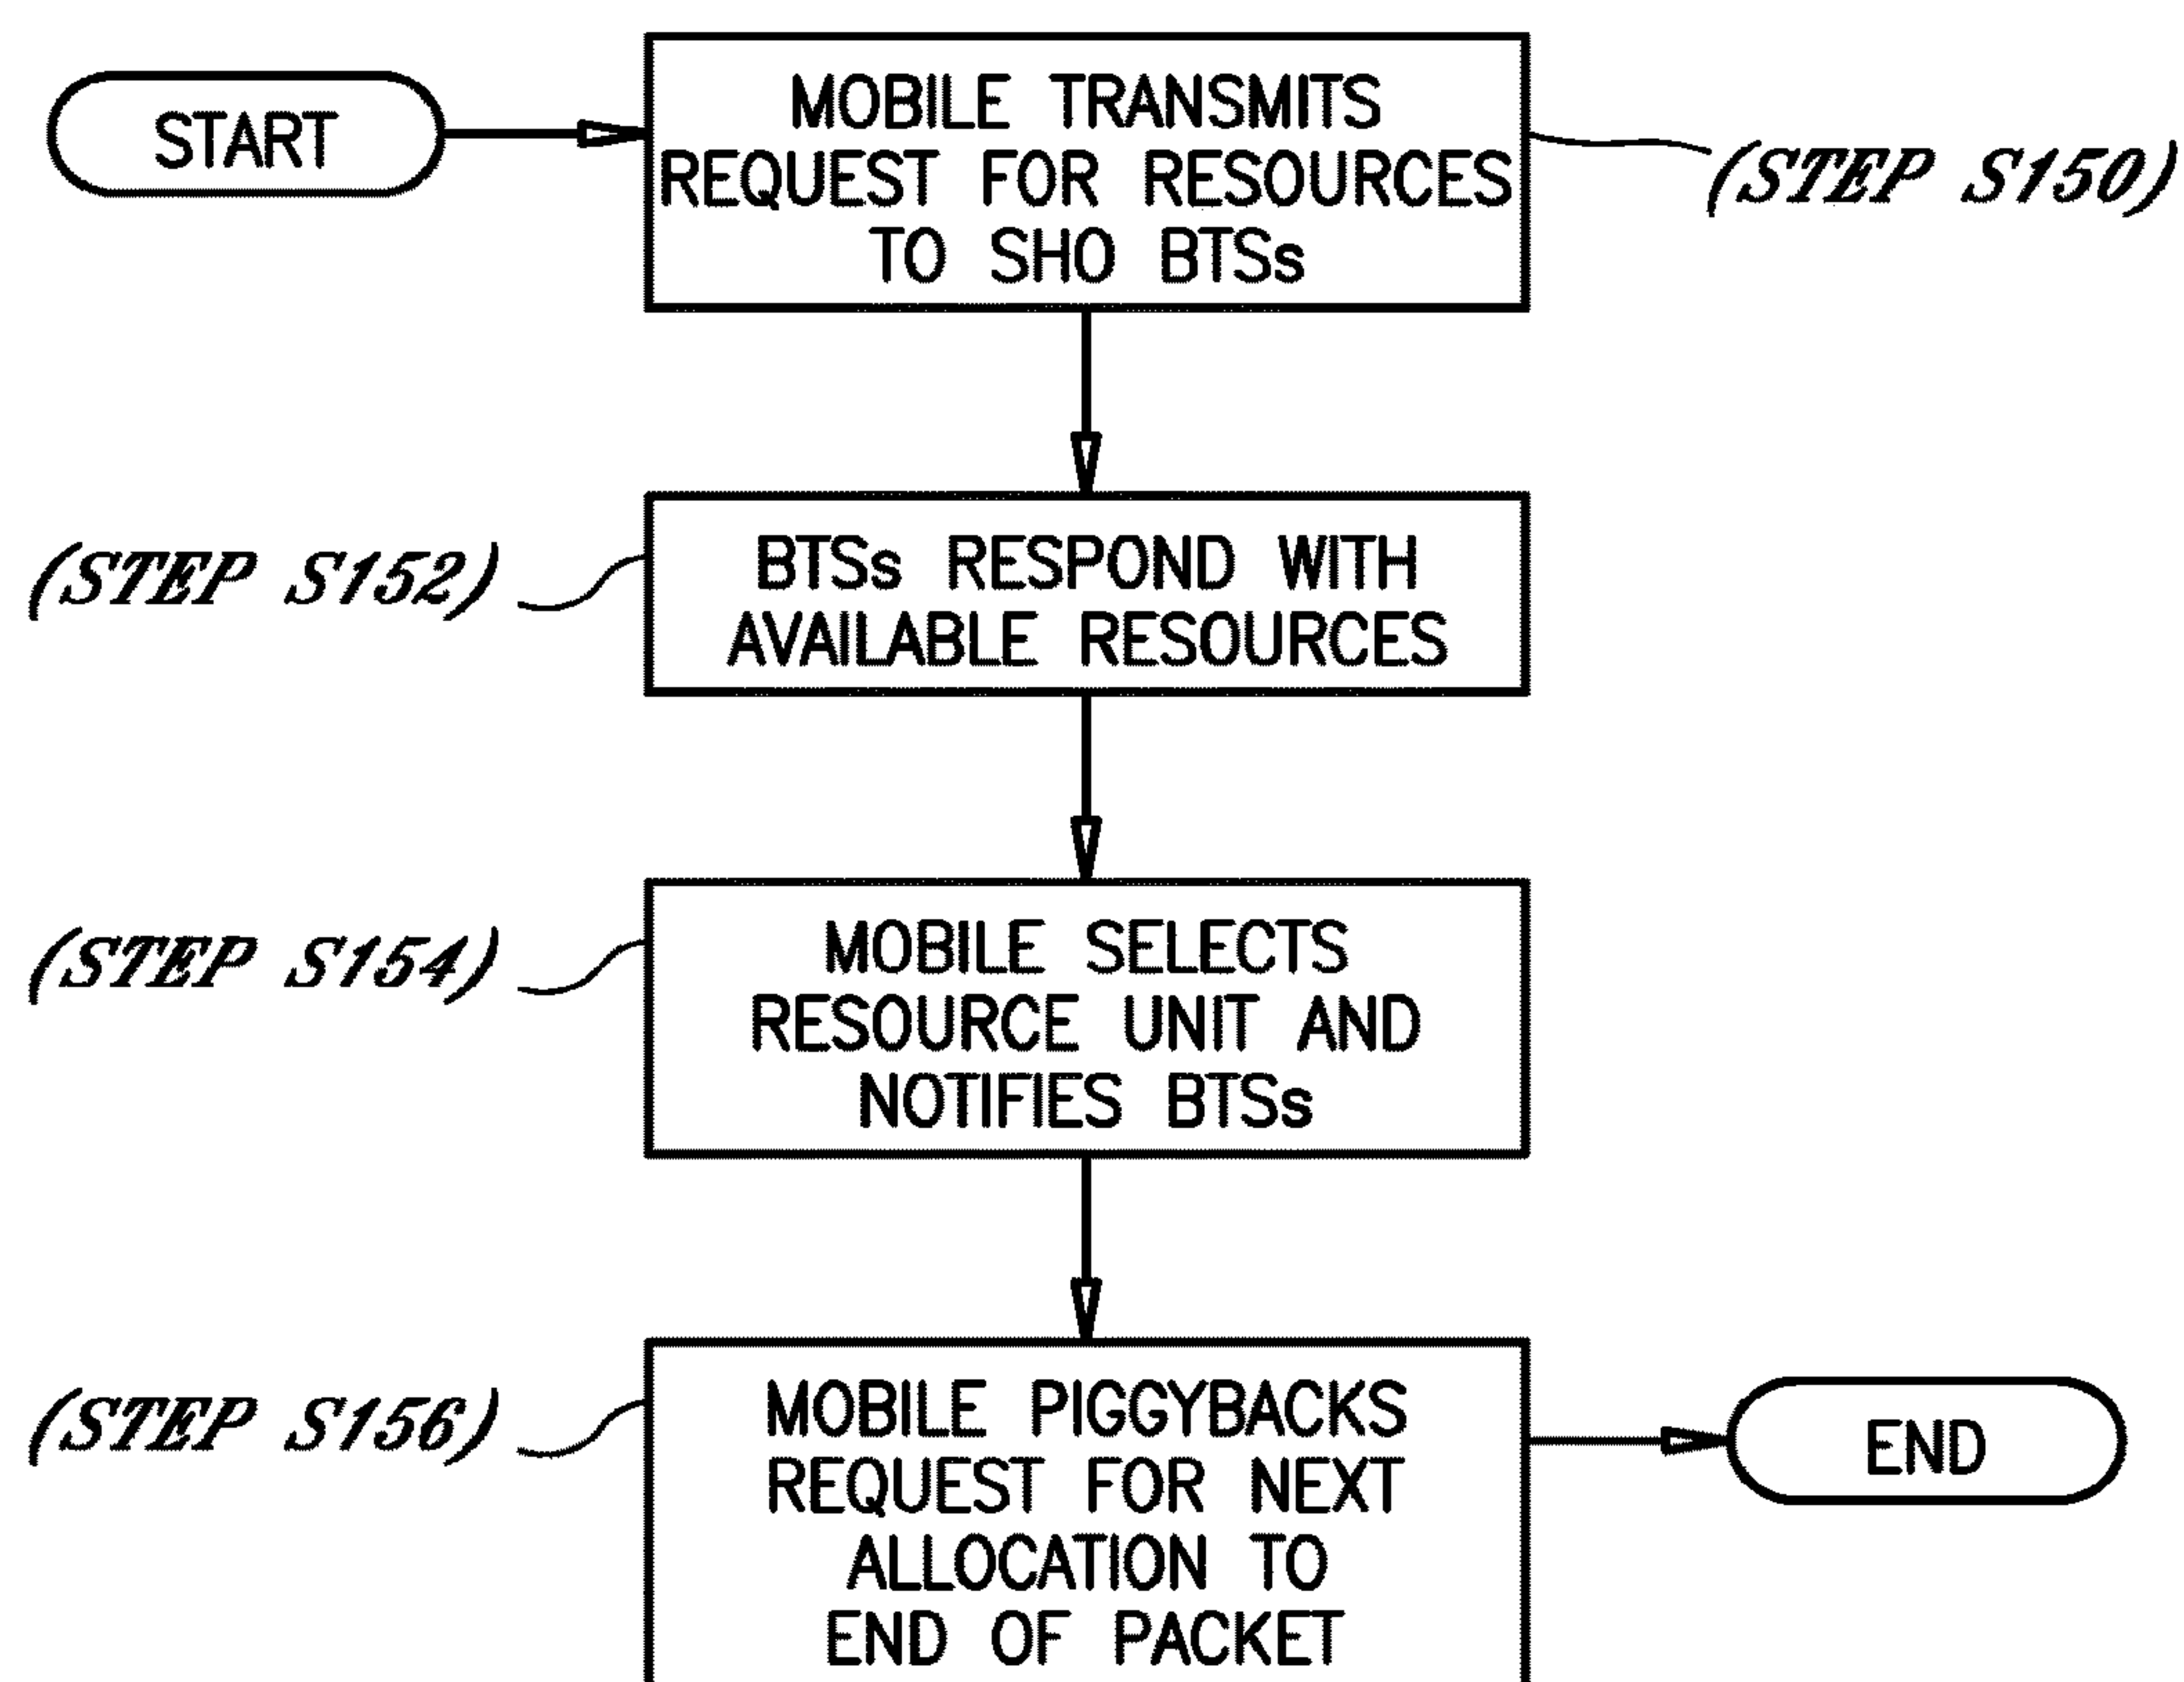 START
MOBILE TRANSMITS
REQUEST FOR RESOURCES
TO SHO BTSs
(STEP S150)
(STEP S152)
BTSs RESPOND WITH
AVAILABLE RESOURCES
(STEP S154)
MOBILE SELECTS
RESOURCE UNIT AND
NOTIFIES BTSs
(STEP S156)
MOBILE PIGGYBACKS
REQUEST FOR NEXT
ALLOCATION TO
END OF PACKET
END